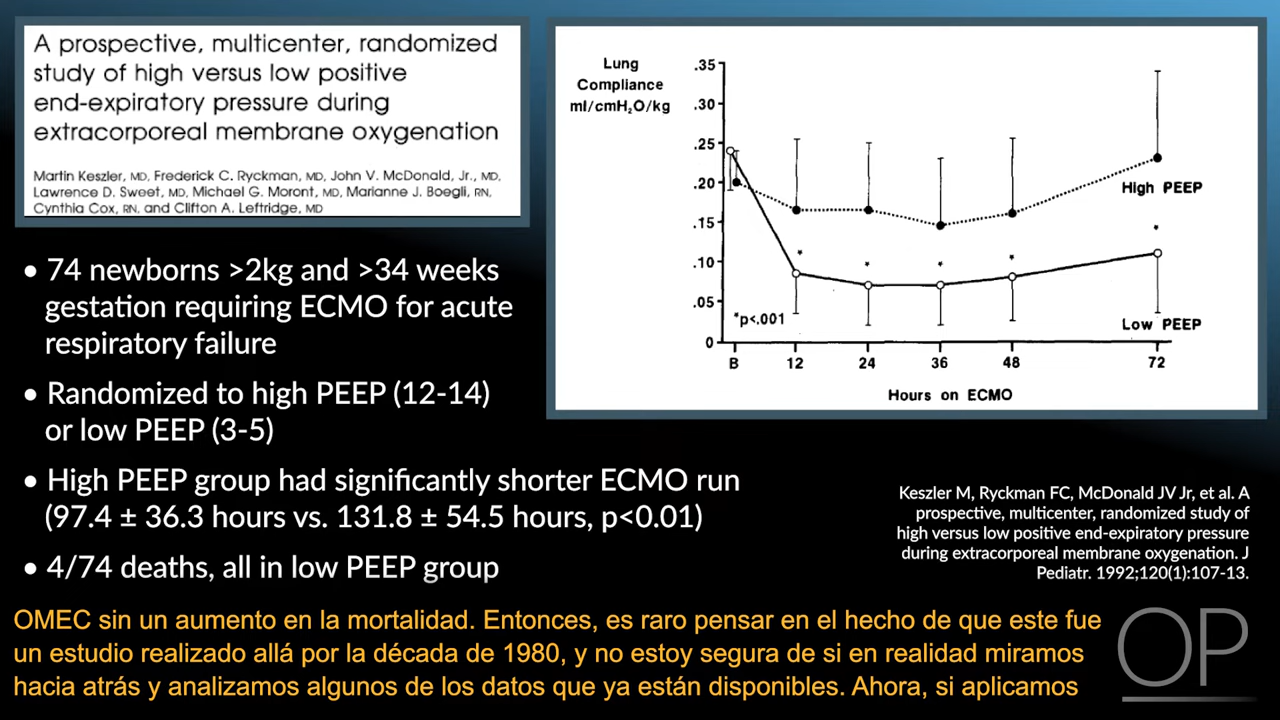 A prospective, multicenter, randomized
study of high versus low positive
end-expiratory pressure during
extracorporeal membrane oxygenation
Martin Keszler, MD, Frederick C. Ryckman, MD, John V. McDonald, Jr., MD,
Lawrence D. Sweet, MD, Michael G. Moront, MD, Marianne J. Boegli, RN,
Cynthia Cox, RN, and Clifton A. Leftridge, MD
Lung
Compliance
ml/cmH₂O/kg
.35
.30
.25
.20
.15
.10
.05
0
High PEEP
* * * * *
*p<.001
Low PEEP
B 12 24 36 48 72
Hours on ECMO
• 74 newborns >2kg and >34 weeks
gestation requiring ECMO for acute
respiratory failure
• Randomized to high PEEP (12-14)
or low PEEP (3-5)
• High PEEP group had significantly shorter ECMO run
(97.4 ± 36.3 hours vs. 131.8 ± 54.5 hours, p<0.01)
• 4/74 deaths, all in low PEEP group
Keszler M, Ryckman FC, McDonald JV Jr, et al. A
prospective, multicenter, randomized study of
high versus low positive end-expiratory pressure
during extracorporeal membrane oxygenation. J
Pediatr. 1992;120(1):107-13.
OMEC sin un aumento en la mortalidad. Entonces, es raro pensar en el hecho de que este fue
un estudio realizado allá por la década de 1980, y no estoy segura de si en realidad miramos
hacia atrás y analizamos algunos de los datos que ya están disponibles. Ahora, si aplicamos
OP